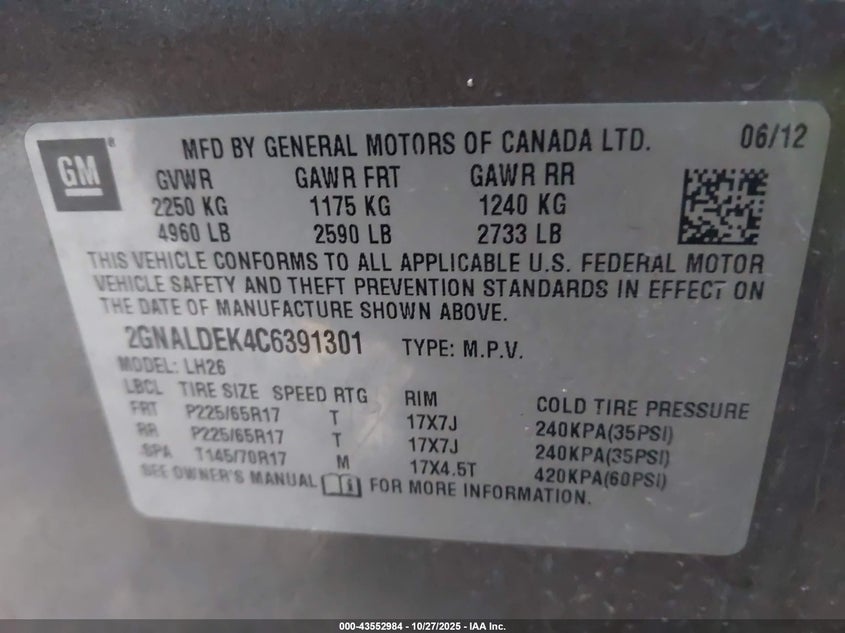 GM®
MFD BY GENERAL MOTORS OF CANADA LTD. 06/12
GVWR GAWR FRT GAWR RR
2250 KG 1175 KG 1240 KG
4960 LB 2590 LB 2733 LB
THIS VEHICLE CONFORMS TO ALL APPLICABLE U.S. FEDERAL MOTOR
VEHICLE SAFETY AND THEFT PREVENTION STANDARDS IN EFFECT ON
THE DATE OF MANUFACTURE SHOWN ABOVE.
2GNALDEK4C6391301 TYPE: M.P.V.
MODEL: LH26
LBCL TIRE SIZE SPEED RTG RIM COLD TIRE PRESSURE
FRT P225/65R17 T 17X7J 240KPA(35PSI)
RR P225/65R17 T 17X7J 240KPA(35PSI)
SPA T145/70R17 M 17X4.5T 420KPA(60PSI)
SEE OWNER'S MANUAL FOR MORE INFORMATION.
000-43552984 / 10/27/2025 - IAA Inc.